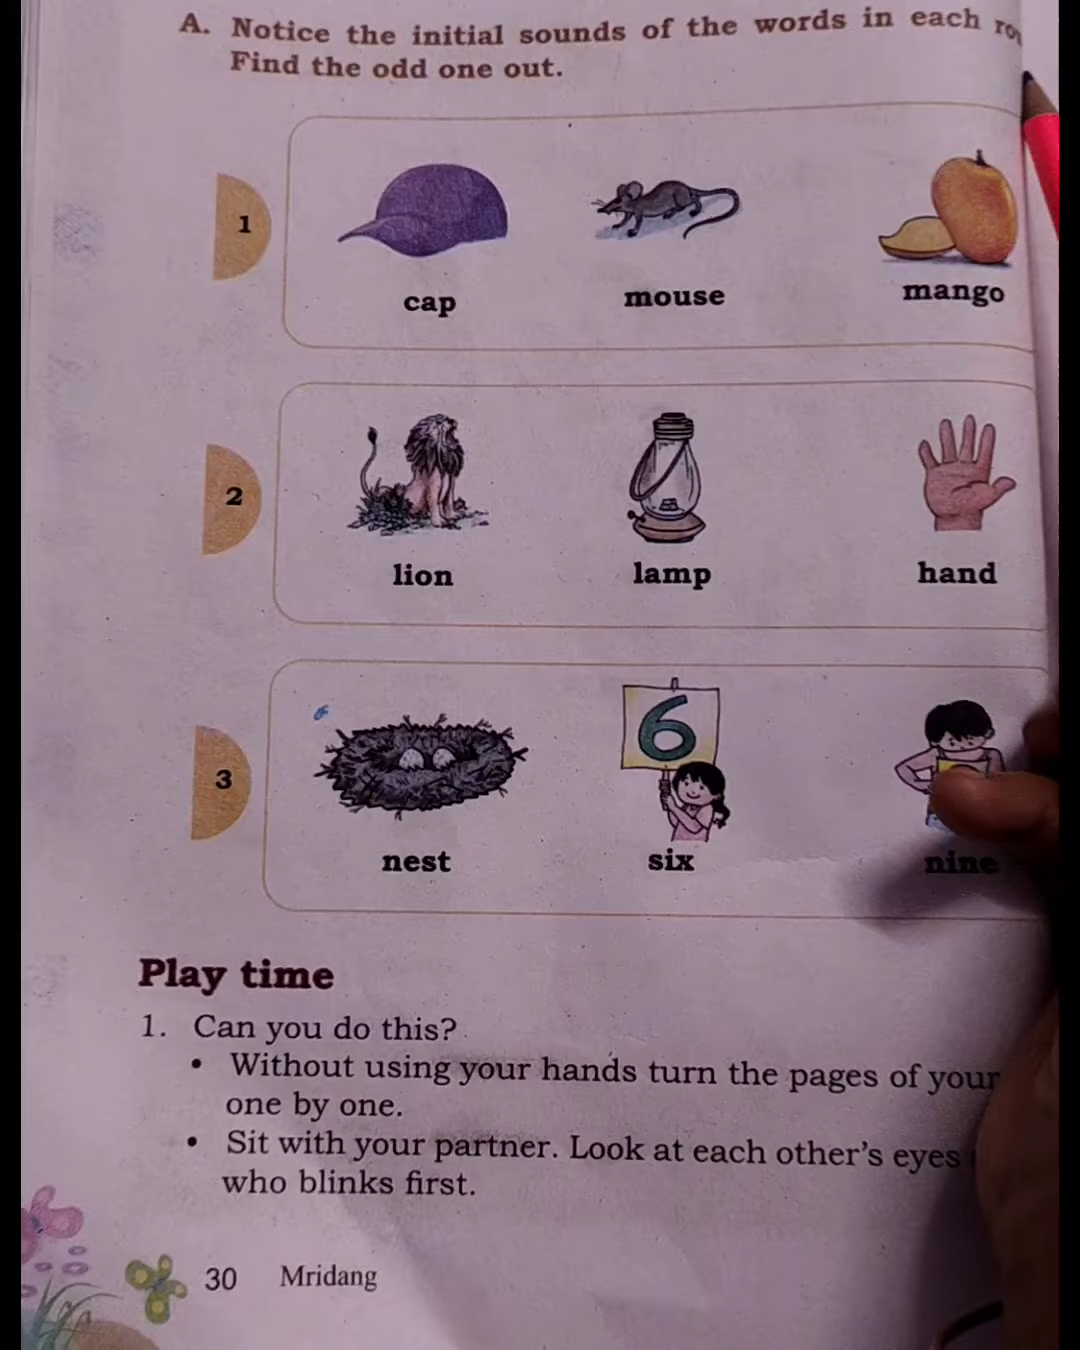 A. Notice the initial sounds of the words in each
Find the odd one out.
1
cap mouse mango
2
lion lamp hand
3
6
nest six nine
Play time
1. Can you do this?
• Without using your hands turn the pages of your
one by one.
• Sit with your partner. Look at each other's eyes
who blinks first.
30 Mridang